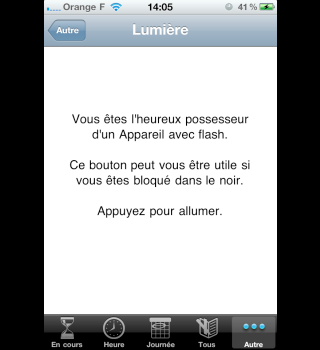 Orange F 14:05 41 %
Autre Lumière
Vous êtes l'heureux possesseur
d'un Appareil avec flash.
Ce bouton peut vous être utile si
vous êtes bloqué dans le noir.
Appuyez pour allumer.
En cours Heure Journée Tous Autre